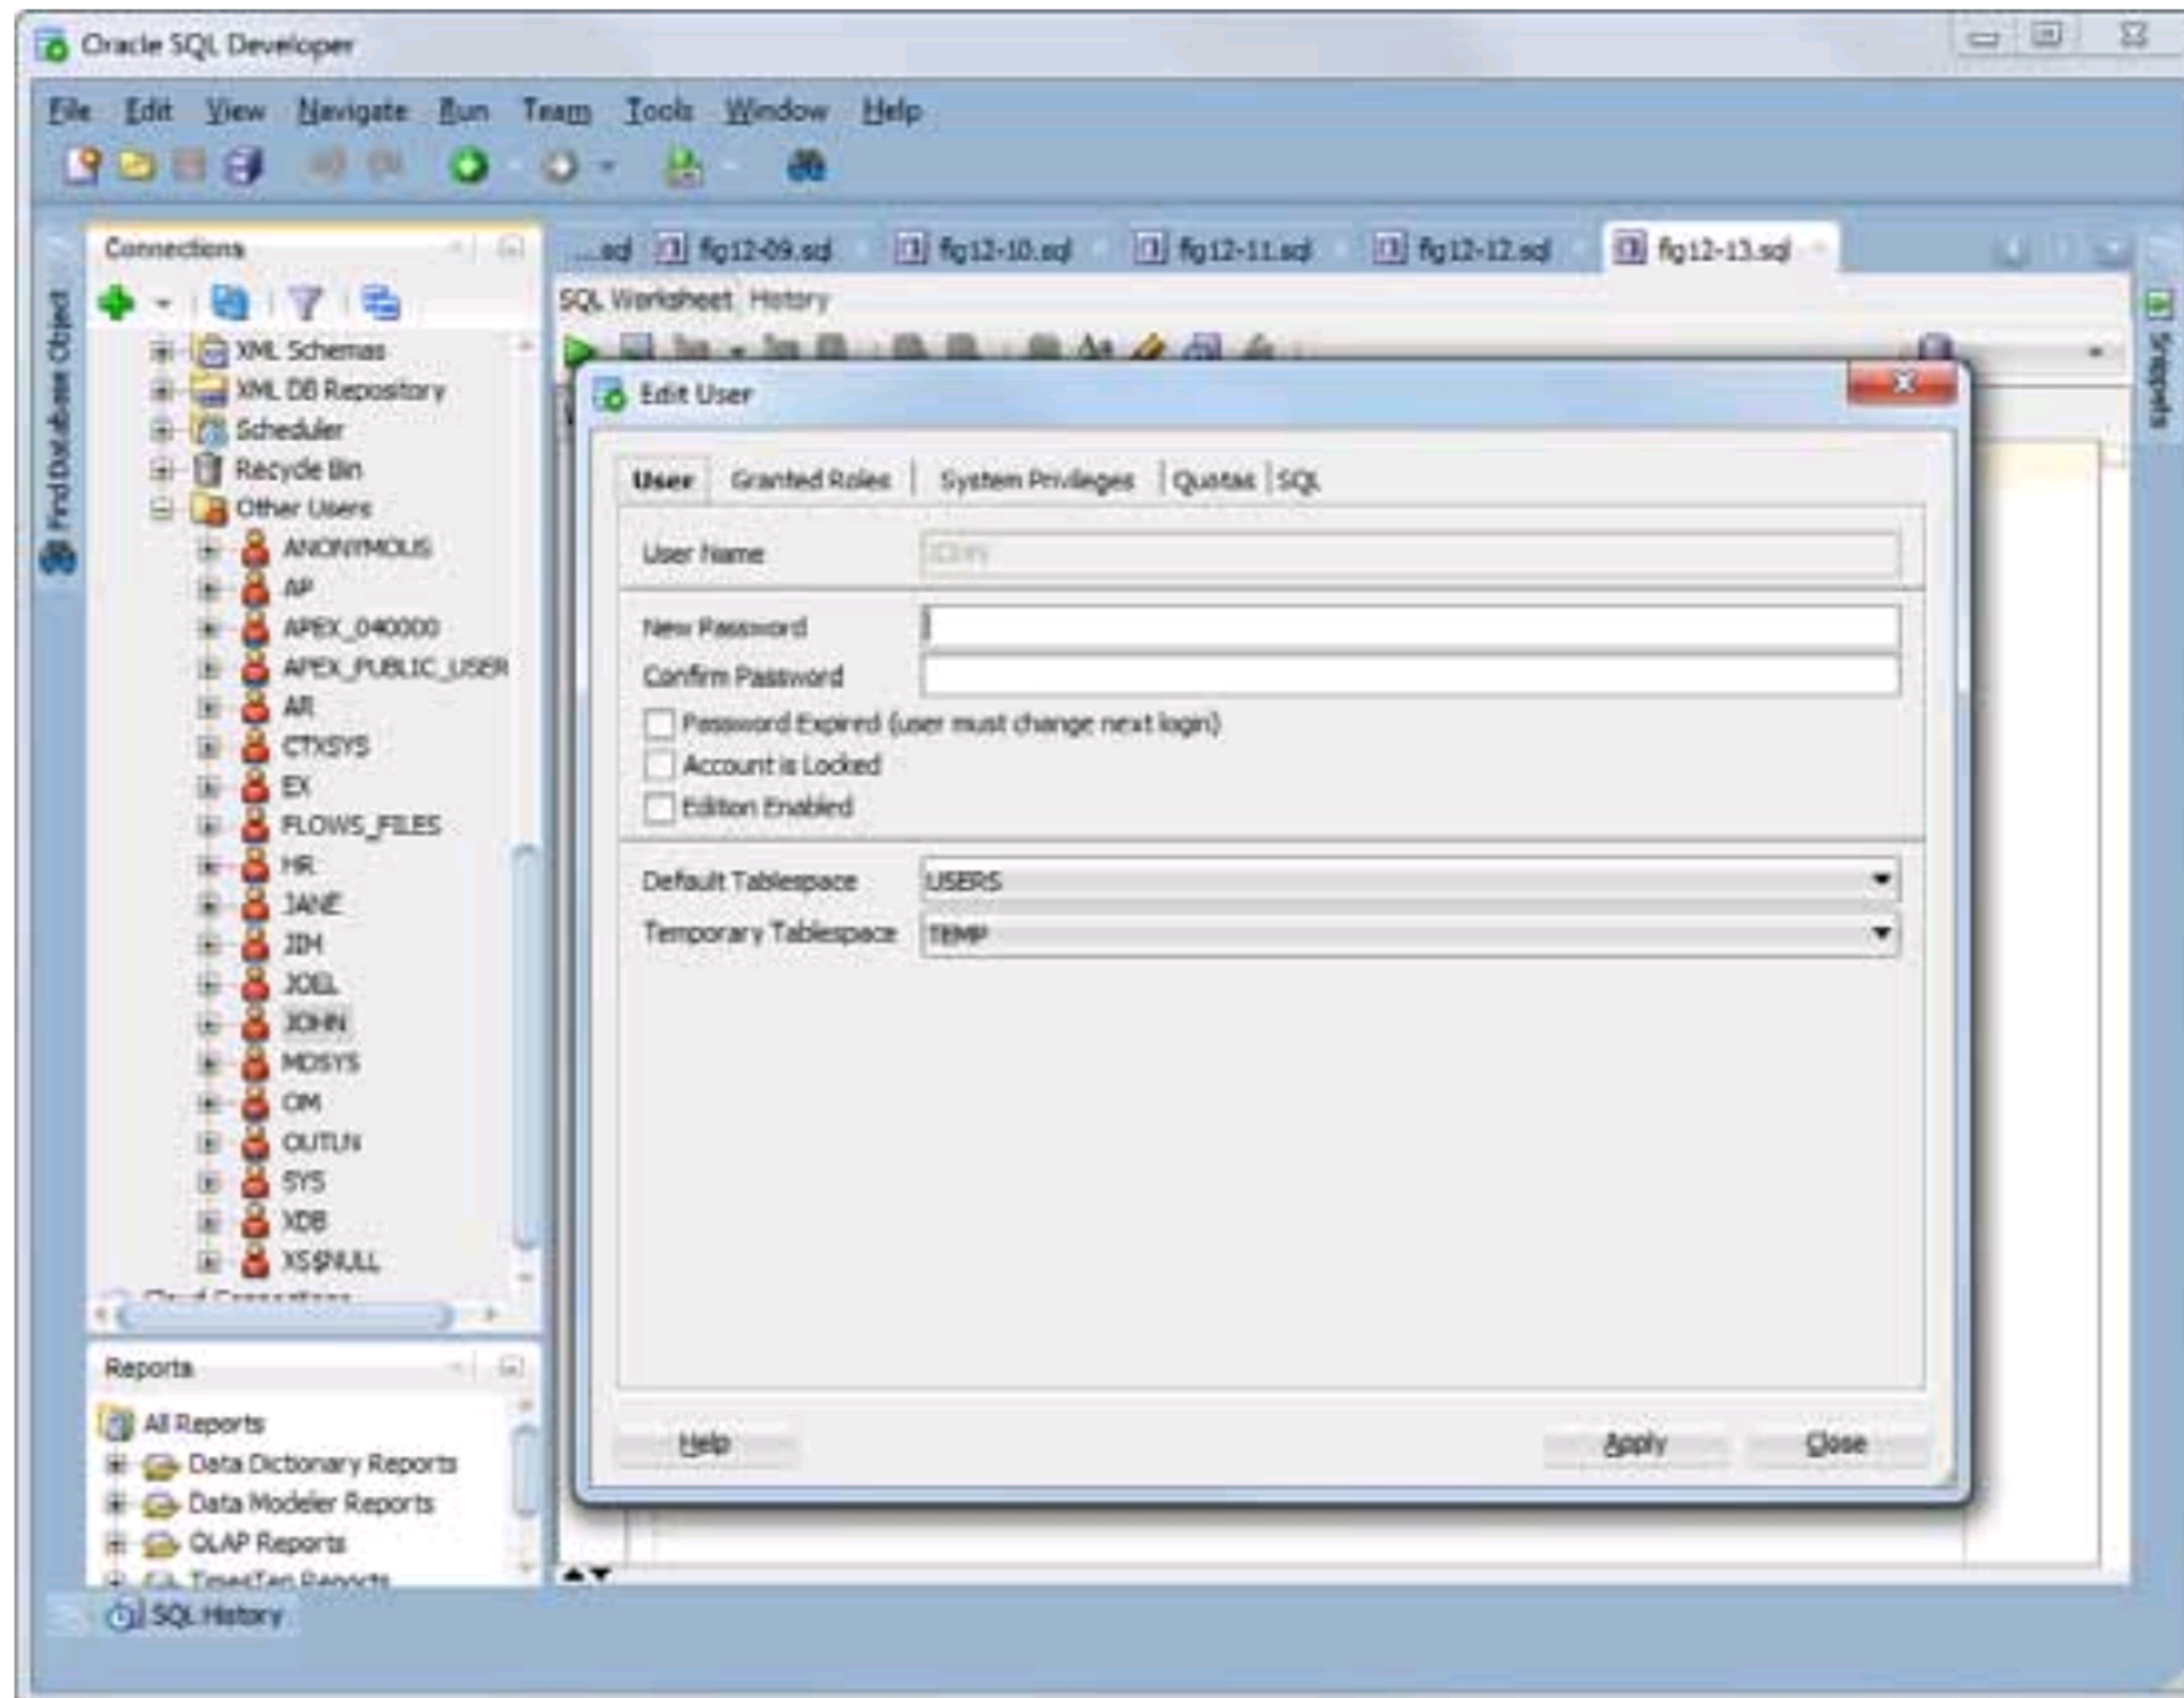 Oracle SQL Developer
File Edit View Navigate Run Team Tools Window Help
Find Database Object
Connections
XML Schemas
XML DB Repository
Scheduler
Recycle Bin
Other Users
ANONYMOUS
AP
APEX_040000
APEX_PUBLIC_USER
AR
CTXSYS
EX
FLOWS_FILES
HR
JANE
JIM
JOEL
JOHN
MDSYS
OM
OUTLN
SYS
XDB
XS$NULL
Cloud Connections
Reports
All Reports
Data Dictionary Reports
Data Modeler Reports
OLAP Reports
TimesTen Reports
SQL History
....sql fig12-09.sql fig12-10.sql fig12-11.sql fig12-12.sql fig12-13.sql
SQL Worksheet History
Snippets
Edit User
User Granted Roles System Privileges Quotas SQL
User Name JOHN
New Password
Confirm Password
Password Expired (user must change next login)
Account is Locked
Edition Enabled
Default Tablespace USERS
Temporary Tablespace TEMP
Help Apply Close